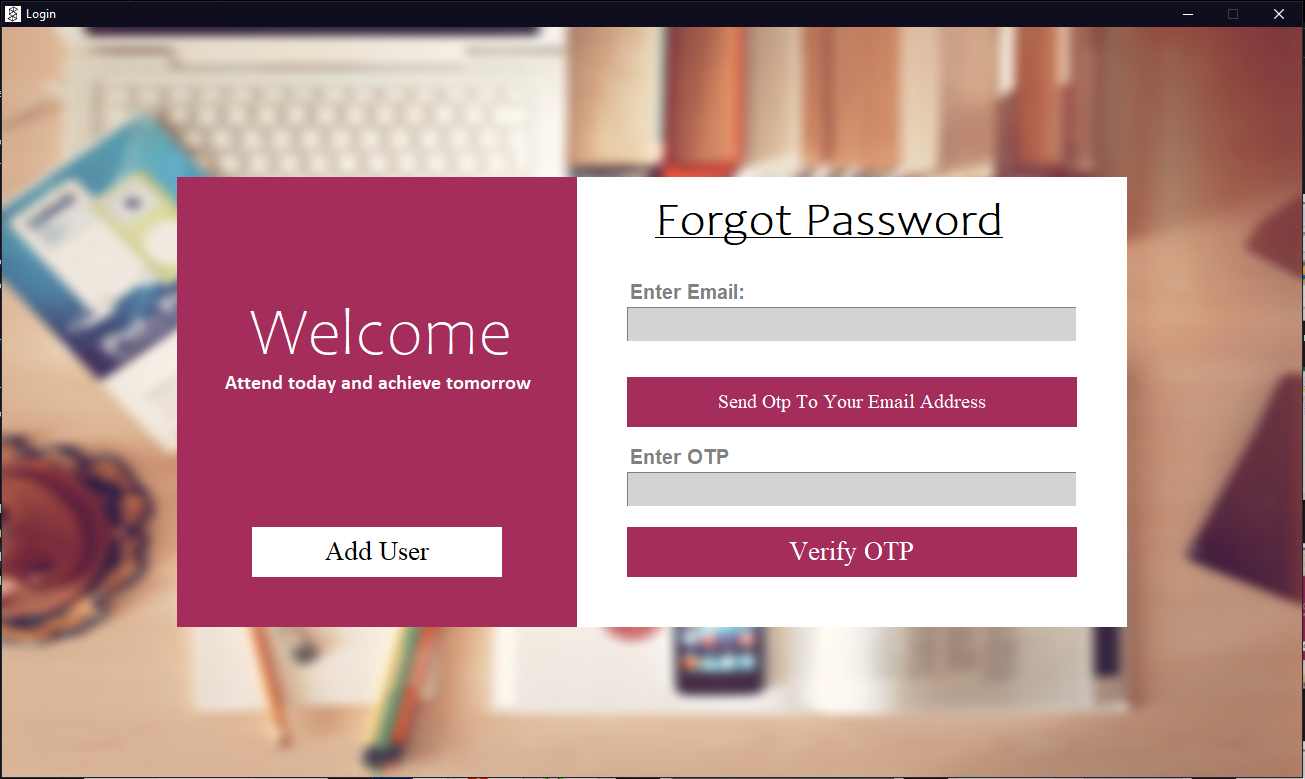 Login
Welcome
Attend today and achieve tomorrow
Add User
Forgot Password
Enter Email:
Send Otp To Your Email Address
Enter OTP
Verify OTP